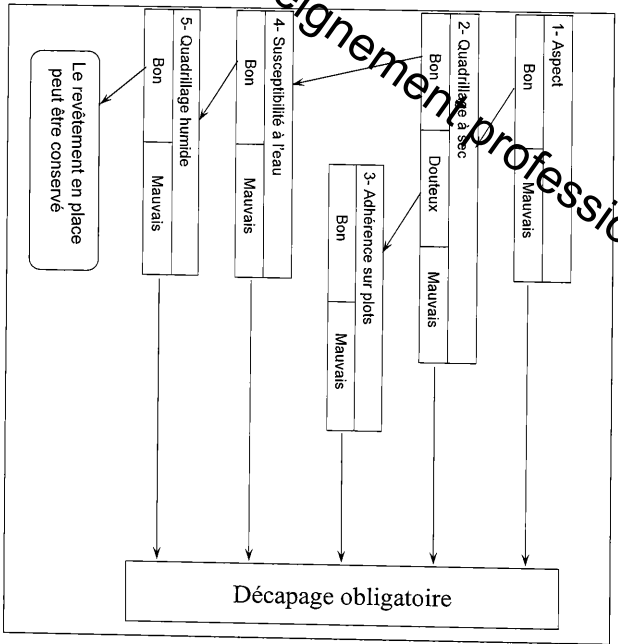 1- Aspect
Bon
Mauvais
2- Quadrillage à sec
Bon
Douteux
Mauvais
3- Adhérence sur plots
Bon
Mauvais
4- Susceptibilité à l'eau
Bon
Mauvais
5- Quadrillage humide
Bon
Mauvais
Le revêtement en place
peut être conservé
Décapage obligatoire